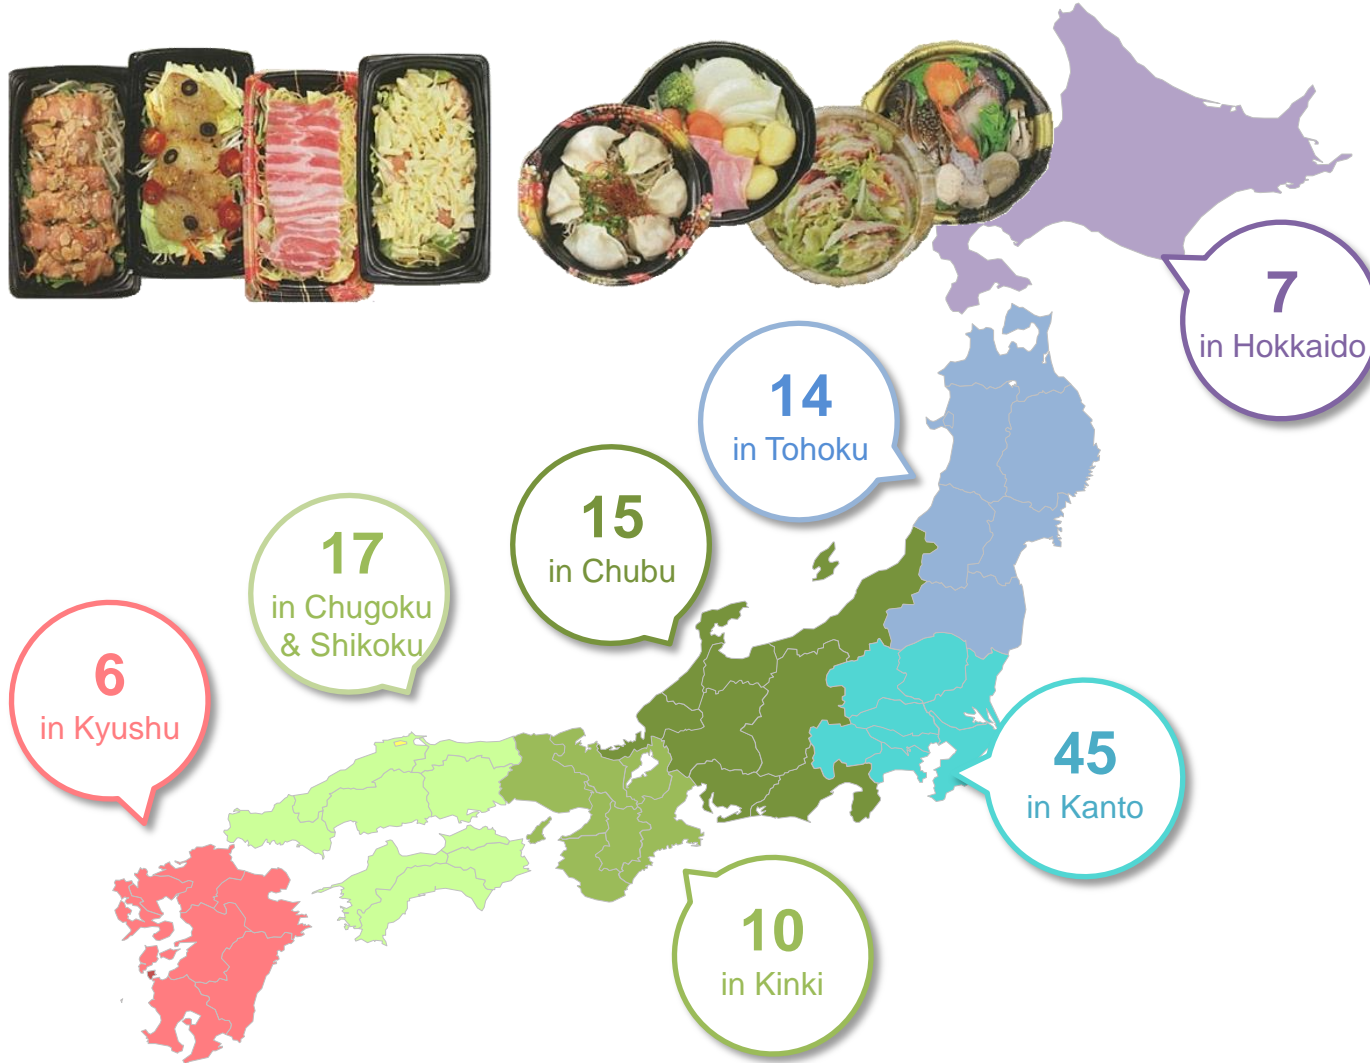 7
in Hokkaido
14
in Tohoku
15
in Chubu
17
in Chugoku
& Shikoku
6
in Kyushu
45
in Kanto
10
in Kinki